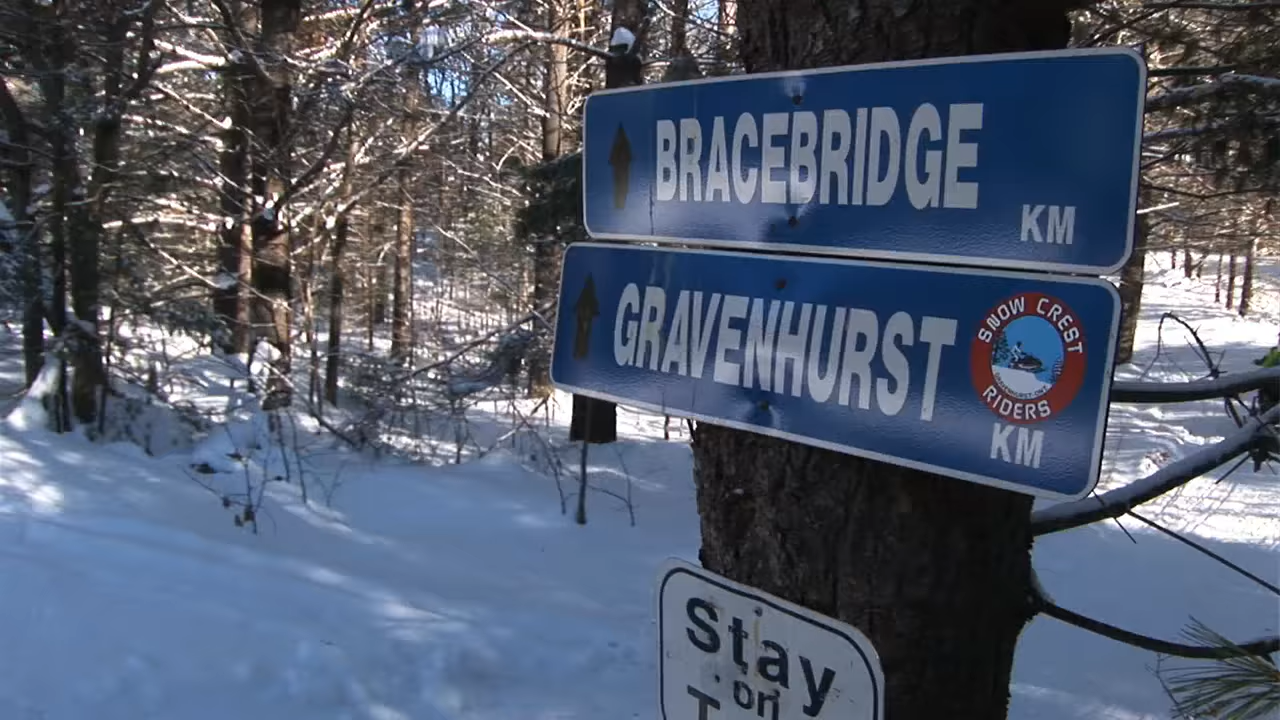 BRACEBRIDGE
KM
GRAVENHURST
SNOW CREST
RIDERS
KM
Stay
on